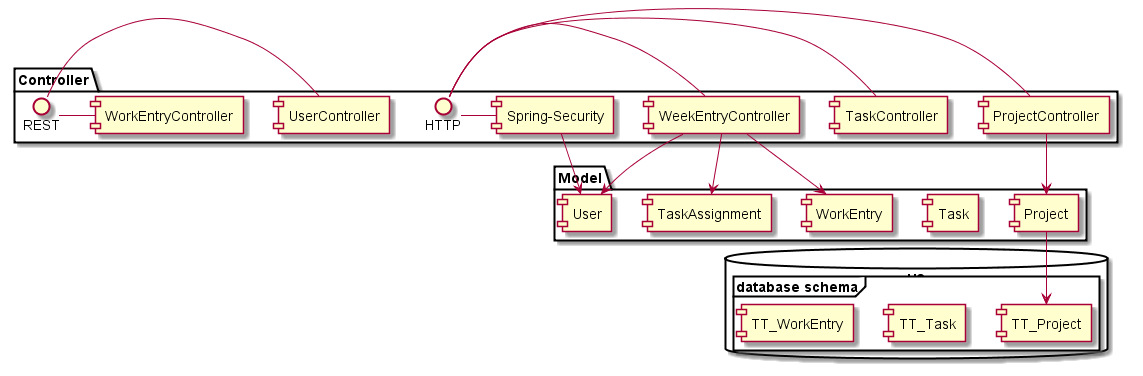 Controller
REST
WorkEntryController
UserController
HTTP
Spring-Security
WeekEntryController
TaskController
ProjectController
Model
User
TaskAssignment
WorkEntry
Task
Project
database schema
TT_WorkEntry
TT_Task
TT_Project